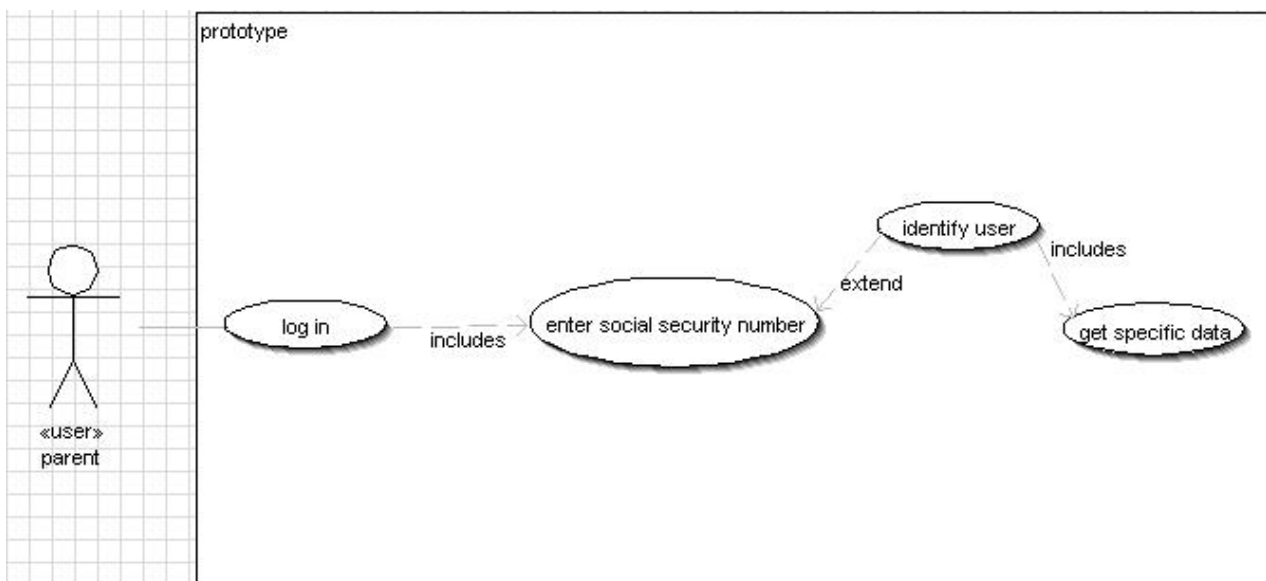 prototype
identify user
includes
extend
log in
includes
enter social security number
get specific data
«user»
parent